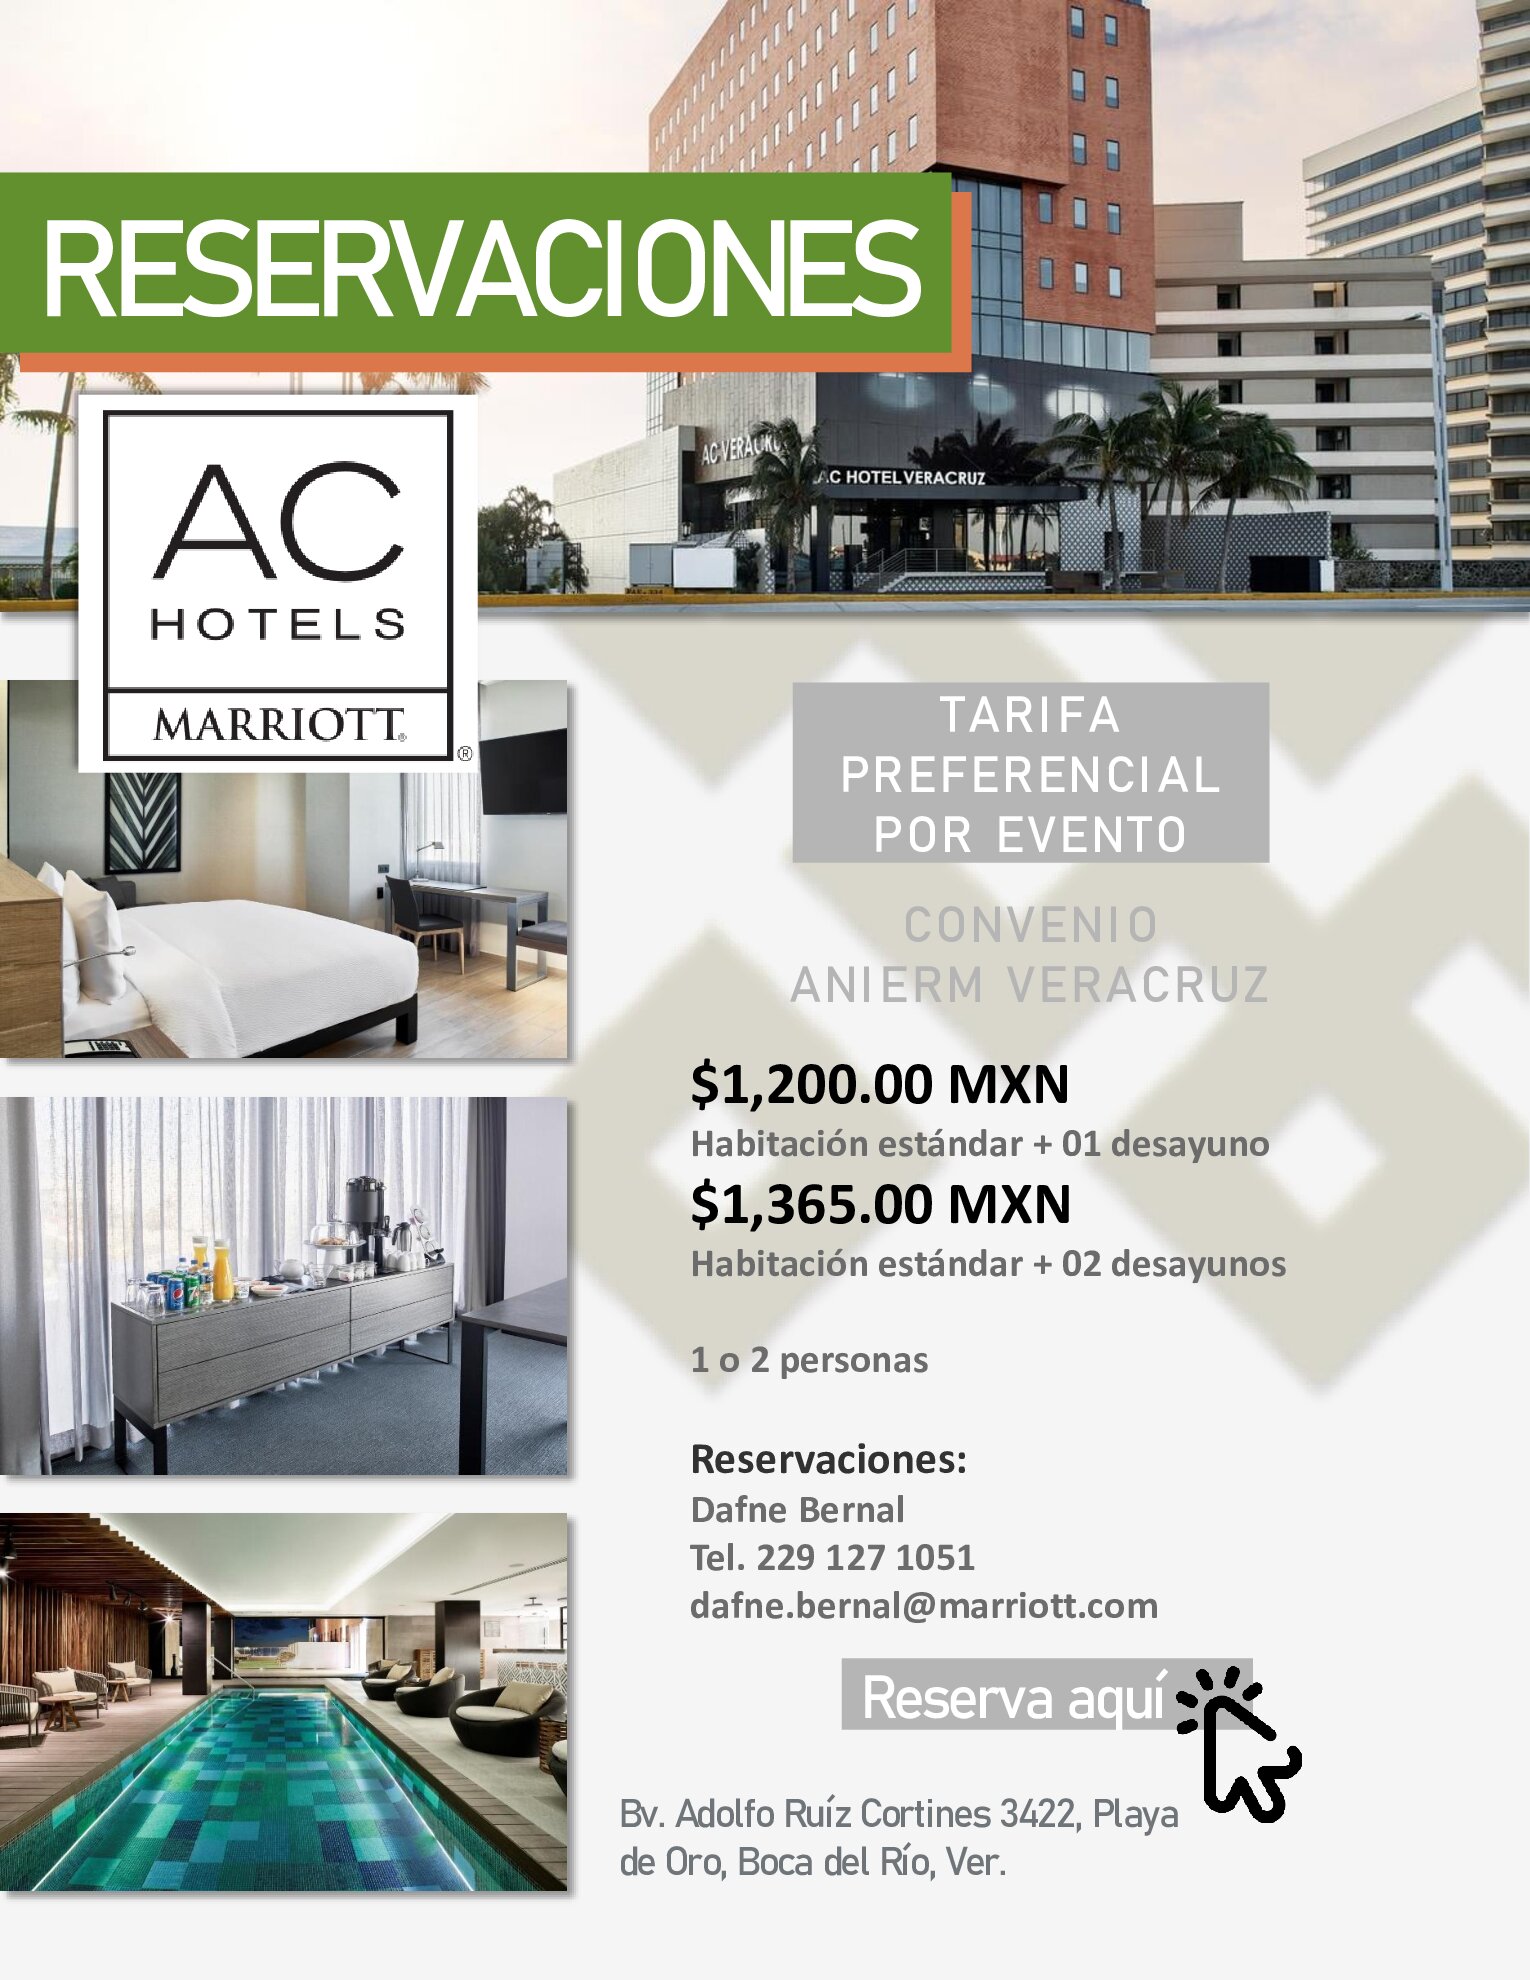 RESERVACIONES
AC VERACRUZ
AC HOTEL VERACRUZ
AC
HOTELS
MARRIOTT®
®
TARIFA
PREFERENCIAL
POR EVENTO
CONVENIO
ANIERM VERACRUZ
$1,200.00 MXN
Habitación estándar + 01 desayuno
$1,365.00 MXN
Habitación estándar + 02 desayunos
1 o 2 personas
Reservaciones:
Dafne Bernal
Tel. 229 127 1051
dafne.bernal@marriott.com
Reserva aquí
Bv. Adolfo Ruíz Cortines 3422, Playa
de Oro, Boca del Río, Ver.